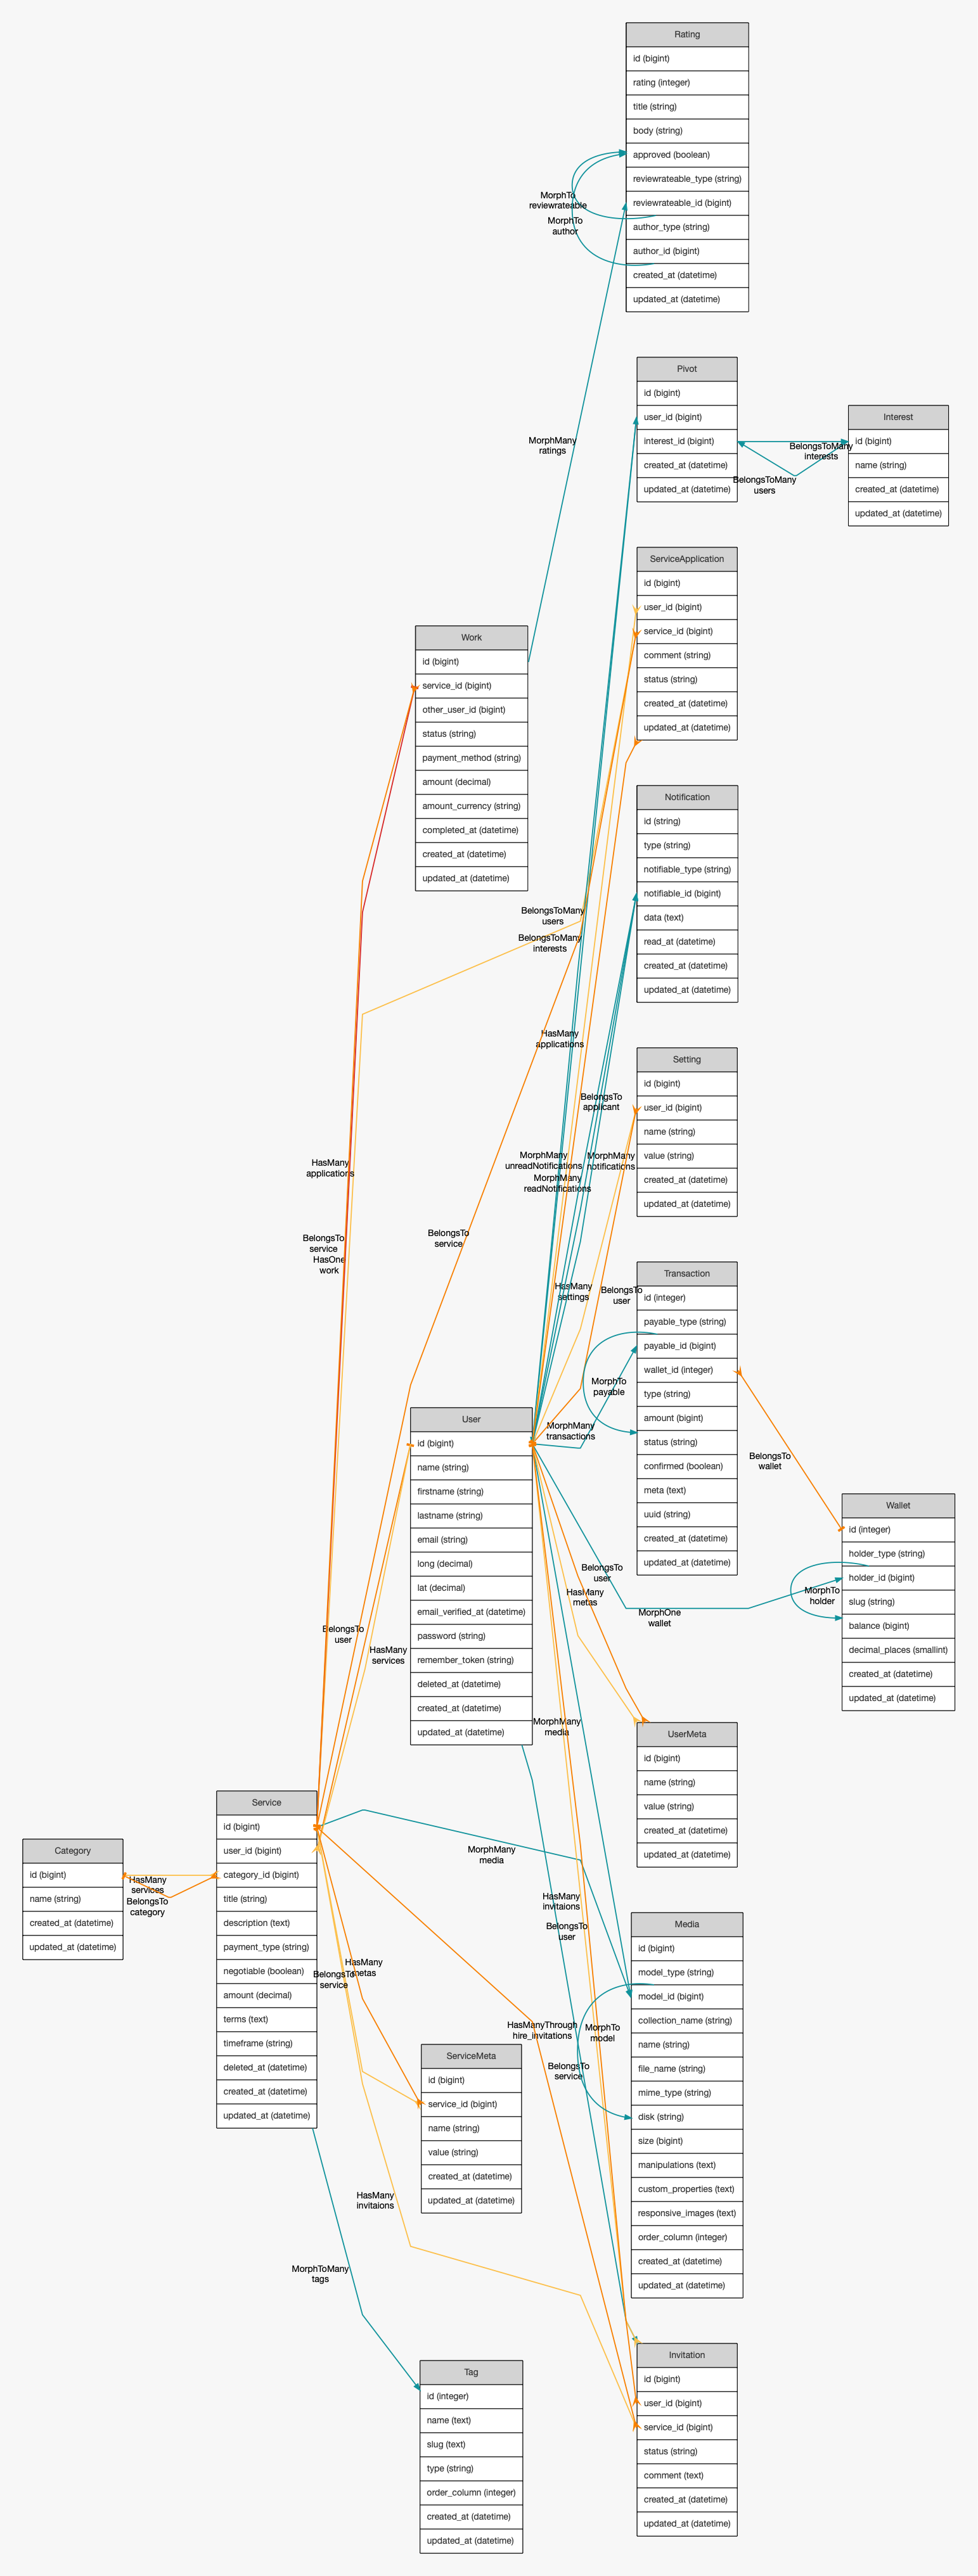 Rating
id (bigint)
rating (integer)
title (string)
body (string)
approved (boolean)
reviewrateable_type (string)
reviewrateable_id (bigint)
author_type (string)
author_id (bigint)
created_at (datetime)
updated_at (datetime)
MorphTo
reviewrateable
MorphTo
author
MorphMany
ratings
Pivot
id (bigint)
user_id (bigint)
interest_id (bigint)
created_at (datetime)
updated_at (datetime)
BelongsToMany
interests
BelongsToMany
users
Interest
id (bigint)
name (string)
created_at (datetime)
updated_at (datetime)
ServiceApplication
id (bigint)
user_id (bigint)
service_id (bigint)
comment (string)
status (string)
created_at (datetime)
updated_at (datetime)
Work
id (bigint)
service_id (bigint)
other_user_id (bigint)
status (string)
payment_method (string)
amount (decimal)
amount_currency (string)
completed_at (datetime)
created_at (datetime)
updated_at (datetime)
Notification
id (string)
type (string)
notifiable_type (string)
notifiable_id (bigint)
data (text)
read_at (datetime)
created_at (datetime)
updated_at (datetime)
BelongsToMany
users
BelongsToMany
interests
HasMany
applications
BelongsTo
applicant
Setting
id (bigint)
user_id (bigint)
name (string)
value (string)
created_at (datetime)
updated_at (datetime)
MorphMany
unreadNotifications
MorphMany
notifications
MorphMany
readNotifications
HasMany
applications
BelongsTo
service
HasOne
work
BelongsTo
service
HasMany
settings
BelongsTo
user
Transaction
id (integer)
payable_type (string)
payable_id (bigint)
wallet_id (integer)
type (string)
amount (bigint)
status (string)
confirmed (boolean)
meta (text)
uuid (string)
created_at (datetime)
updated_at (datetime)
MorphTo
payable
MorphMany
transactions
BelongsTo
wallet
User
id (bigint)
name (string)
firstname (string)
lastname (string)
email (string)
long (decimal)
lat (decimal)
email_verified_at (datetime)
password (string)
remember_token (string)
deleted_at (datetime)
created_at (datetime)
updated_at (datetime)
Wallet
id (integer)
holder_type (string)
holder_id (bigint)
slug (string)
balance (bigint)
decimal_places (smallint)
created_at (datetime)
updated_at (datetime)
MorphTo
holder
BelongsTo
user
HasMany
metas
MorphOne
wallet
BelongsTo
user
HasMany
services
MorphMany
media
UserMeta
id (bigint)
name (string)
value (string)
created_at (datetime)
updated_at (datetime)
Service
id (bigint)
user_id (bigint)
category_id (bigint)
title (string)
description (text)
payment_type (string)
negotiable (boolean)
amount (decimal)
terms (text)
timeframe (string)
deleted_at (datetime)
created_at (datetime)
updated_at (datetime)
Category
id (bigint)
name (string)
created_at (datetime)
updated_at (datetime)
HasMany
services
BelongsTo
category
MorphMany
media
HasMany
invitaions
BelongsTo
user
HasMany
metas
BelongsTo
service
HasManyThrough
hire_invitations
BelongsTo
service
MorphTo
model
Media
id (bigint)
model_type (string)
model_id (bigint)
collection_name (string)
name (string)
file_name (string)
mime_type (string)
disk (string)
size (bigint)
manipulations (text)
custom_properties (text)
responsive_images (text)
order_column (integer)
created_at (datetime)
updated_at (datetime)
ServiceMeta
id (bigint)
service_id (bigint)
name (string)
value (string)
created_at (datetime)
updated_at (datetime)
HasMany
invitaions
MorphToMany
tags
Tag
id (integer)
name (text)
slug (text)
type (string)
order_column (integer)
created_at (datetime)
updated_at (datetime)
Invitation
id (bigint)
user_id (bigint)
service_id (bigint)
status (string)
comment (text)
created_at (datetime)
updated_at (datetime)